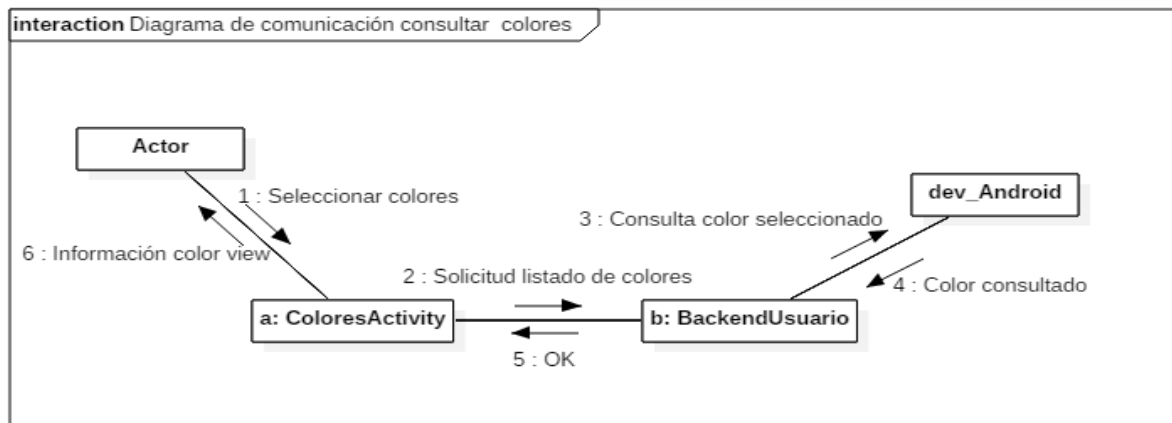 interaction Diagrama de comunicación consultar colores
Actor
1 : Seleccionar colores
dev_Android
3 : Consulta color seleccionado
6 : Información color view
2 : Solicitud listado de colores
4 : Color consultado
a: ColoresActivity
b: BackendUsuario
5 : OK